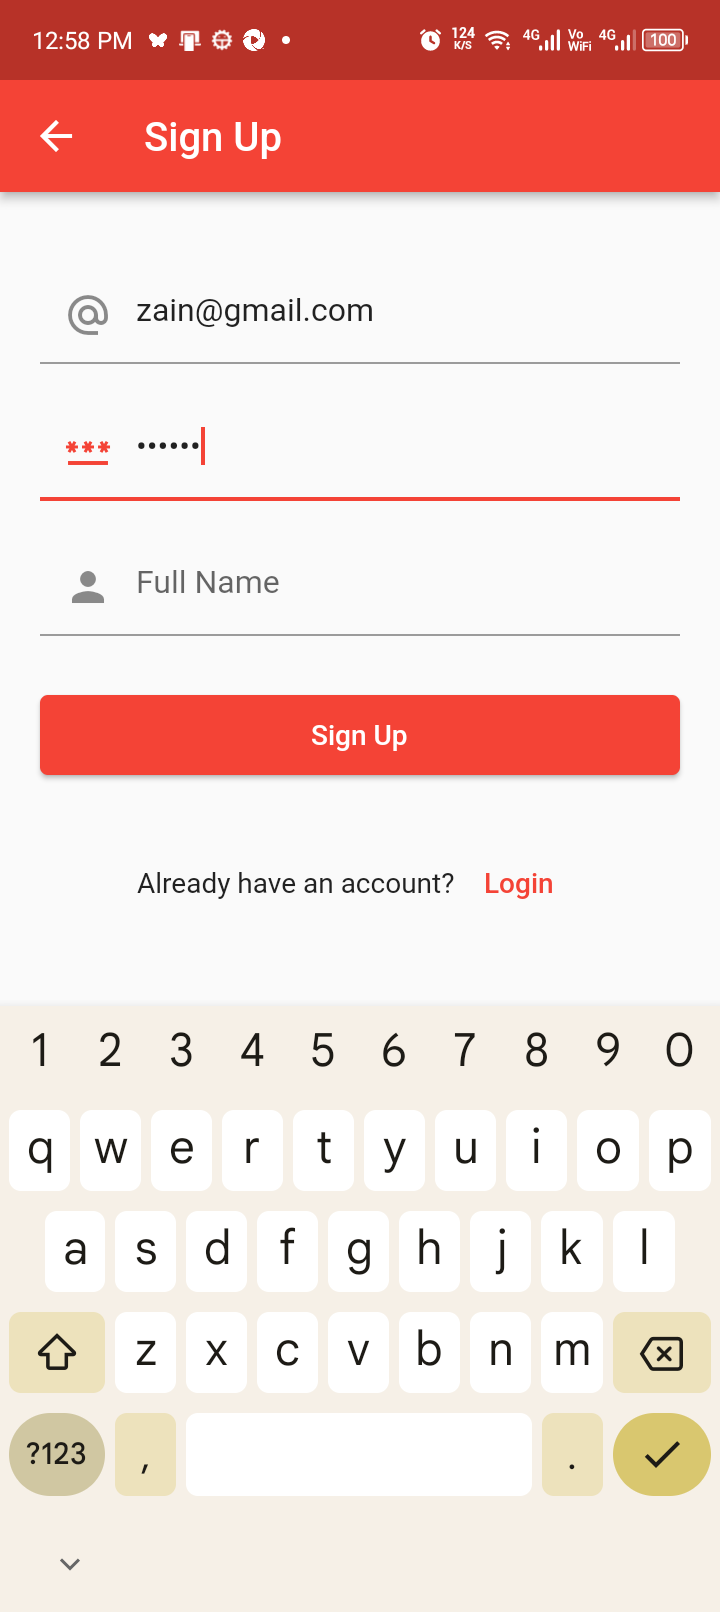 12:58 PM 124 K/S 4G Vo WiFi 4G 100
Sign Up
zain@gmail.com
*** ••••••
Full Name
Sign Up
Already have an account? Login
1 2 3 4 5 6 7 8 9 0
q w e r t y u i o p
a s d f g h j k l
z x c v b n m
?123 , .